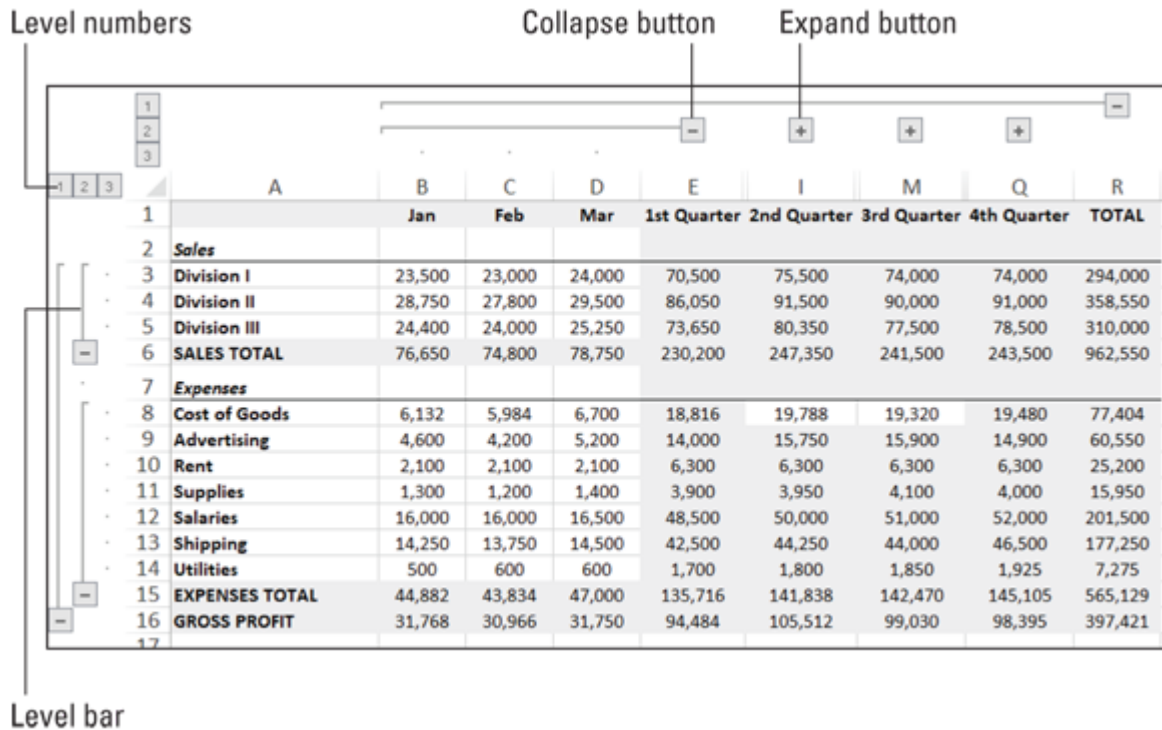 Level numbers Collapse button Expand button
1 −
2 − + + +
3
1 2 3 A B C D E I M Q R
1 Jan Feb Mar 1st Quarter 2nd Quarter 3rd Quarter 4th Quarter TOTAL
2 Sales
3 Division I 23,500 23,000 24,000 70,500 75,500 74,000 74,000 294,000
4 Division II 28,750 27,800 29,500 86,050 91,500 90,000 91,000 358,550
5 Division III 24,400 24,000 25,250 73,650 80,350 77,500 78,500 310,000
− 6 SALES TOTAL 76,650 74,800 78,750 230,200 247,350 241,500 243,500 962,550
7 Expenses
8 Cost of Goods 6,132 5,984 6,700 18,816 19,788 19,320 19,480 77,404
9 Advertising 4,600 4,200 5,200 14,000 15,750 15,900 14,900 60,550
10 Rent 2,100 2,100 2,100 6,300 6,300 6,300 6,300 25,200
11 Supplies 1,300 1,200 1,400 3,900 3,950 4,100 4,000 15,950
12 Salaries 16,000 16,000 16,500 48,500 50,000 51,000 52,000 201,500
13 Shipping 14,250 13,750 14,500 42,500 44,250 44,000 46,500 177,250
14 Utilities 500 600 600 1,700 1,800 1,850 1,925 7,275
− 15 EXPENSES TOTAL 44,882 43,834 47,000 135,716 141,838 142,470 145,105 565,129
− 16 GROSS PROFIT 31,768 30,966 31,750 94,484 105,512 99,030 98,395 397,421
17
Level bar